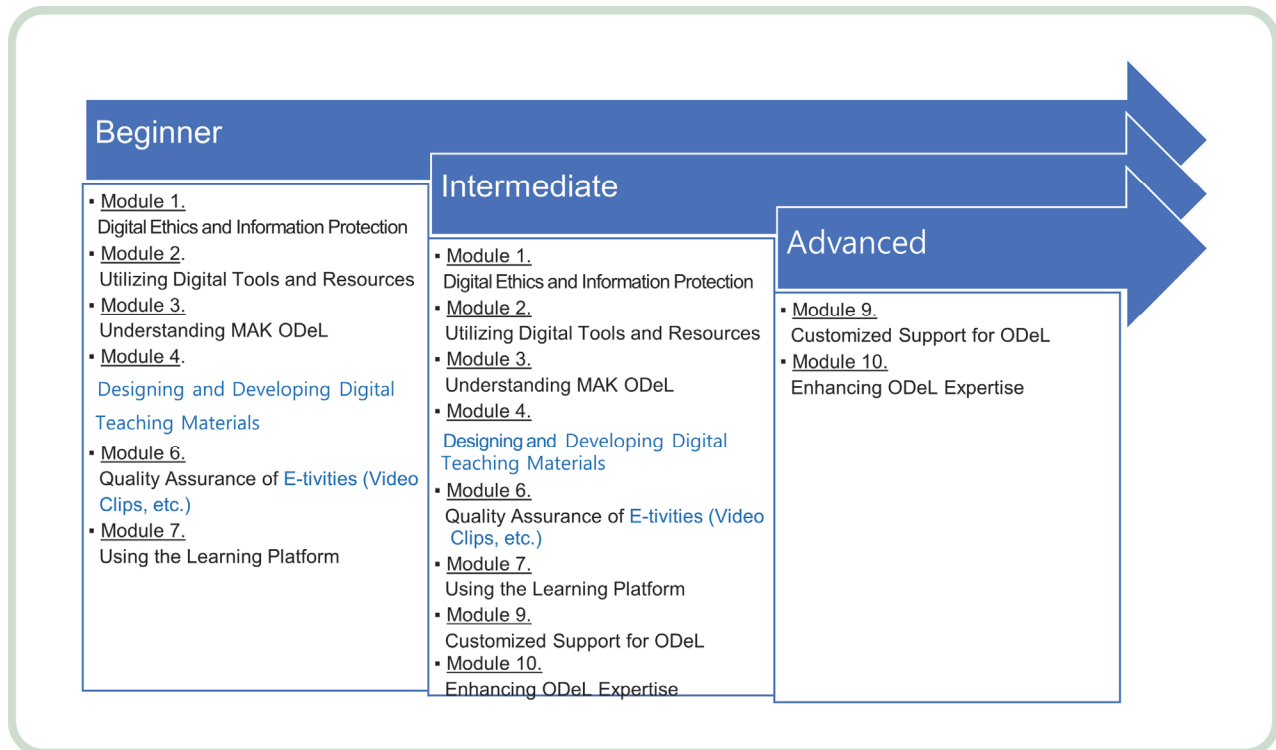 Beginner
▪ Module 1.
Digital Ethics and Information Protection
▪ Module 2.
Utilizing Digital Tools and Resources
▪ Module 3.
Understanding MAK ODeL
▪ Module 4.
Designing and Developing Digital
Teaching Materials
▪ Module 6.
Quality Assurance of E-tivities (Video
Clips, etc.)
▪ Module 7.
Using the Learning Platform
Intermediate
▪ Module 1.
Digital Ethics and Information Protection
▪ Module 2.
Utilizing Digital Tools and Resources
▪ Module 3.
Understanding MAK ODeL
▪ Module 4.
Designing and Developing Digital
Teaching Materials
▪ Module 6.
Quality Assurance of E-tivities (Video
Clips, etc.)
▪ Module 7.
Using the Learning Platform
▪ Module 9.
Customized Support for ODeL
▪ Module 10.
Enhancing ODeL Expertise
Advanced
▪ Module 9.
Customized Support for ODeL
▪ Module 10.
Enhancing ODeL Expertise